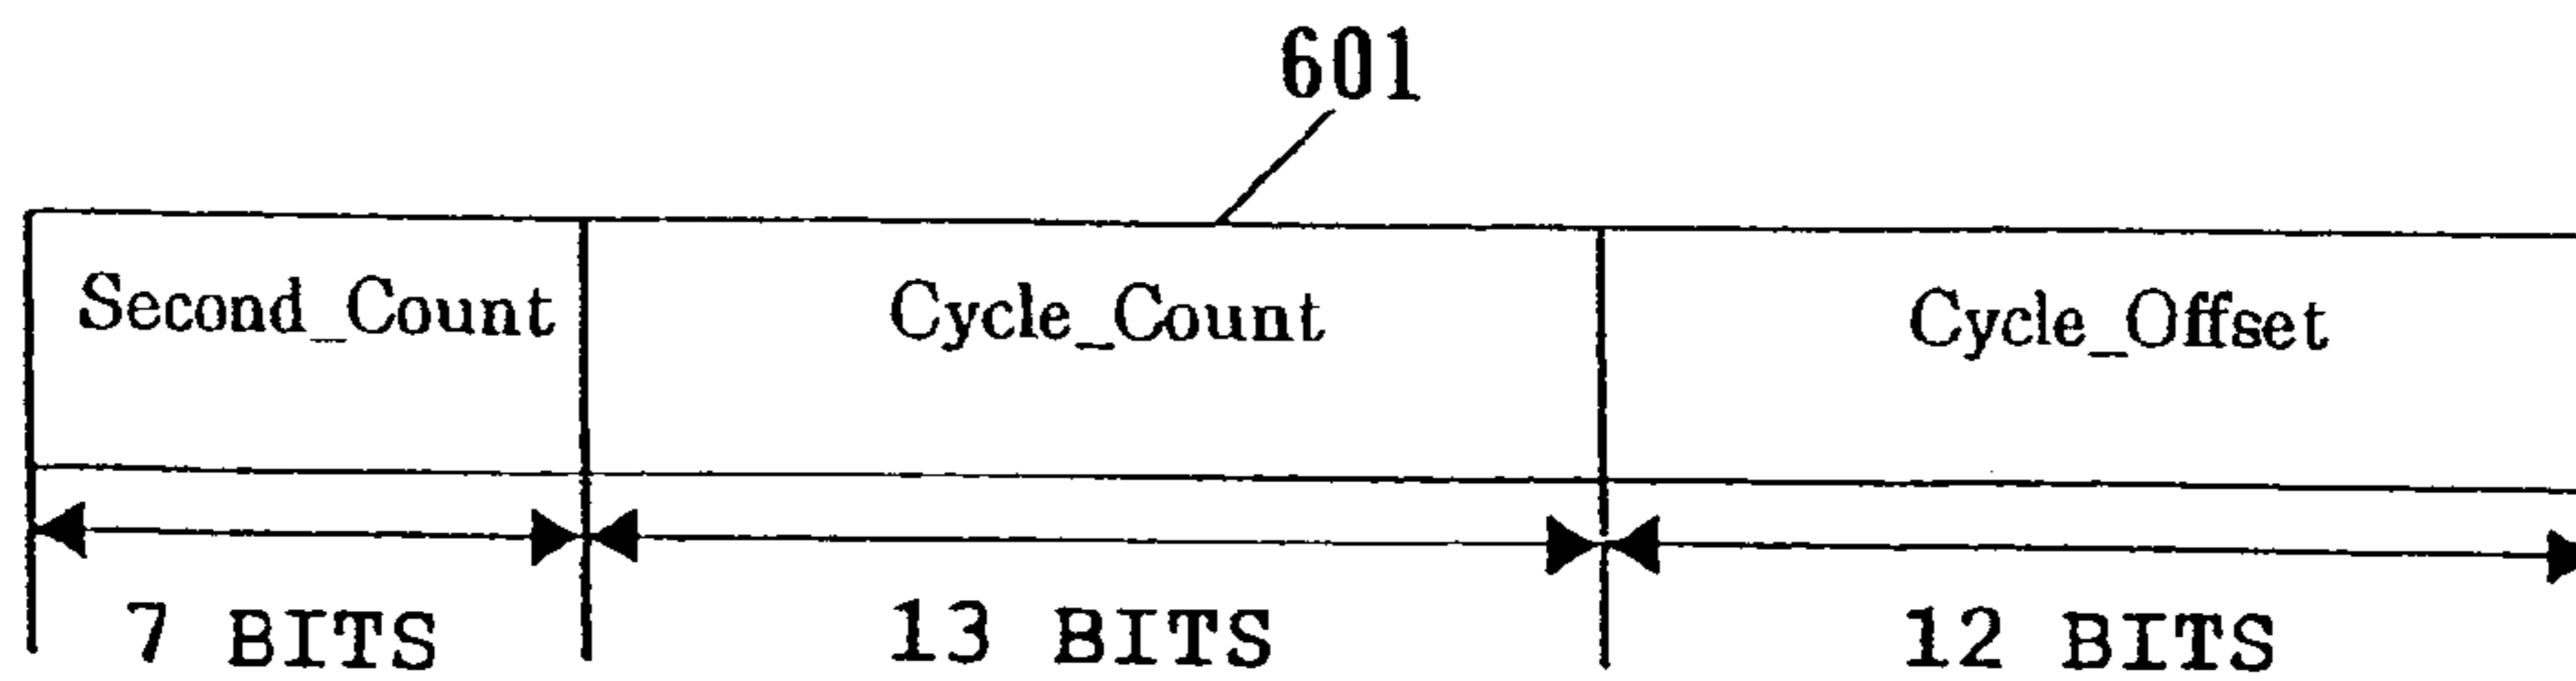 601
Second_Count Cycle_Count Cycle_Offset
7 BITS 13 BITS 12 BITS